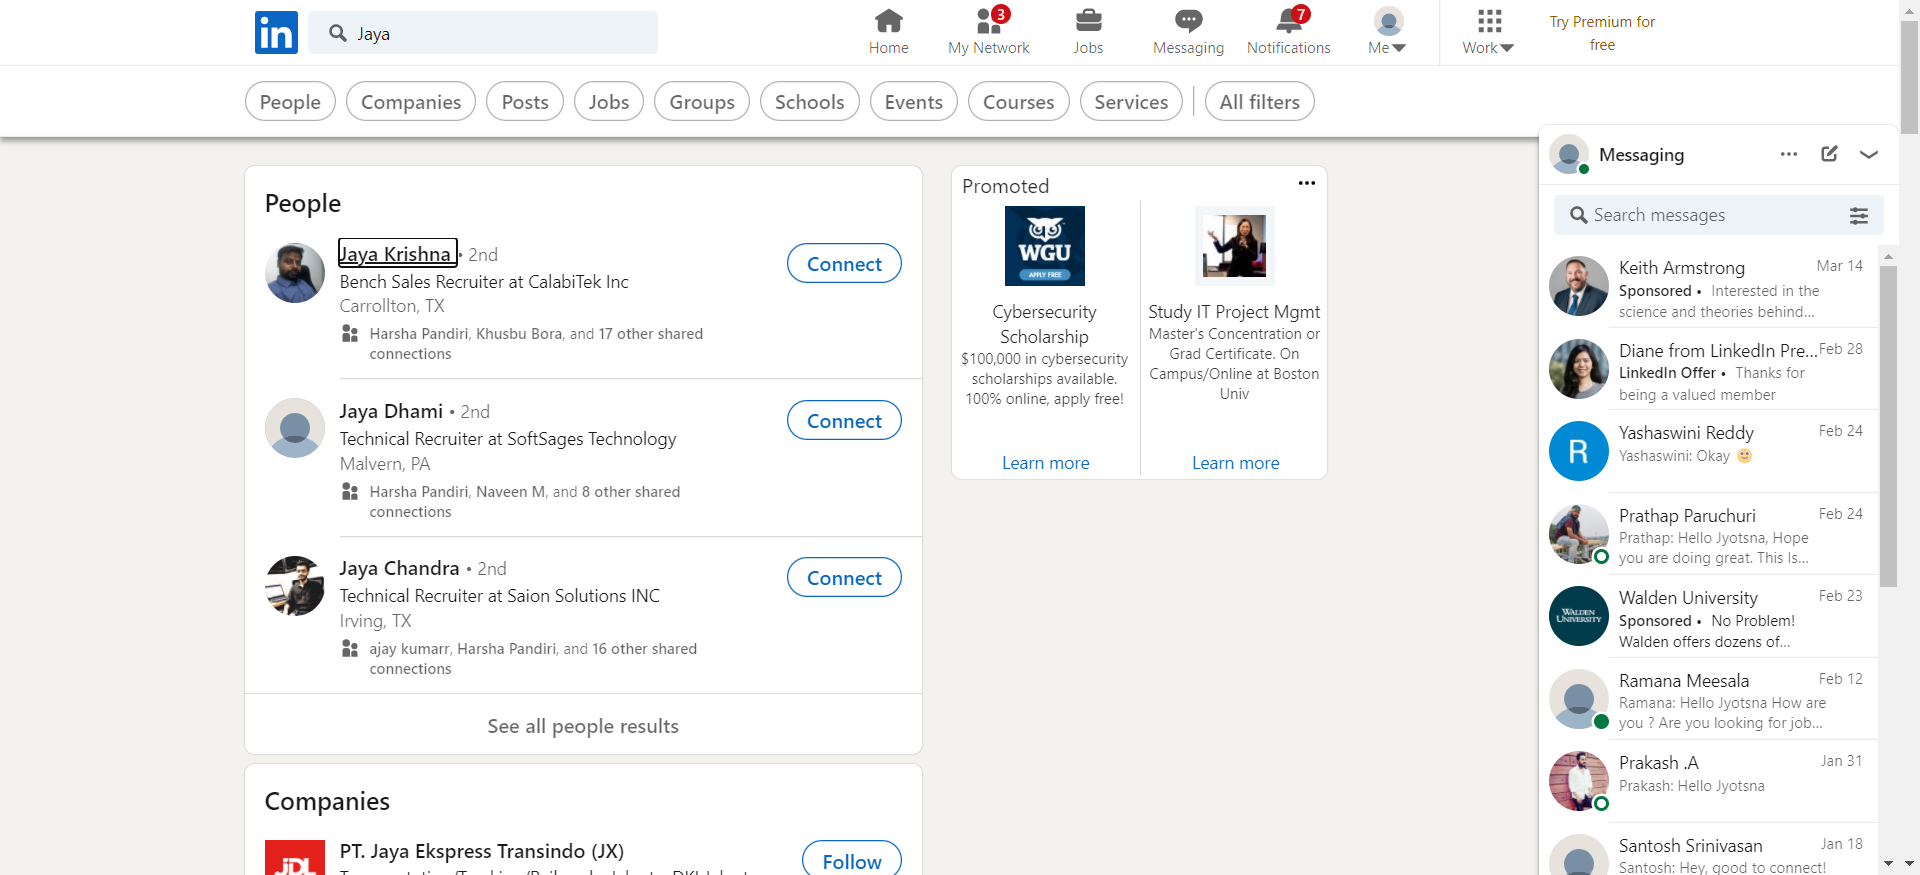 in
Jaya
Home
3
My Network
Jobs
Messaging
7
Notifications
Me
Work
Try Premium for
free
People
Companies
Posts
Jobs
Groups
Schools
Events
Courses
Services
All filters
People
Jaya Krishna • 2nd
Connect
Bench Sales Recruiter at CalabiTek Inc
Carrollton, TX
Harsha Pandiri, Khusbu Bora, and 17 other shared
connections
Jaya Dhami • 2nd
Connect
Technical Recruiter at SoftSages Technology
Malvern, PA
Harsha Pandiri, Naveen M, and 8 other shared
connections
Jaya Chandra • 2nd
Connect
Technical Recruiter at Saion Solutions INC
Irving, TX
ajay kumarr, Harsha Pandiri, and 16 other shared
connections
See all people results
Companies
JDL
PT. Jaya Ekspress Transindo (JX)
Follow
Promoted
WGU
APPLY FREE
Cybersecurity
Scholarship
$100,000 in cybersecurity
scholarships available.
100% online, apply free!
Learn more
Study IT Project Mgmt
Master's Concentration or
Grad Certificate. On
Campus/Online at Boston
Univ
Learn more
Messaging
Search messages
Keith Armstrong
Mar 14
Sponsored • Interested in the
science and theories behind...
Diane from LinkedIn Pre...
Feb 28
LinkedIn Offer • Thanks for
being a valued member
R
Yashaswini Reddy
Feb 24
Yashaswini: Okay 🙂
Prathap Paruchuri
Feb 24
Prathap: Hello Jyotsna, Hope
you are doing great. This Is...
WALDEN
UNIVERSITY
Walden University
Feb 23
Sponsored • No Problem!
Walden offers dozens of...
Ramana Meesala
Feb 12
Ramana: Hello Jyotsna How are
you ? Are you looking for job...
Prakash .A
Jan 31
Prakash: Hello Jyotsna
Santosh Srinivasan
Jan 18
Santosh: Hey, good to connect!